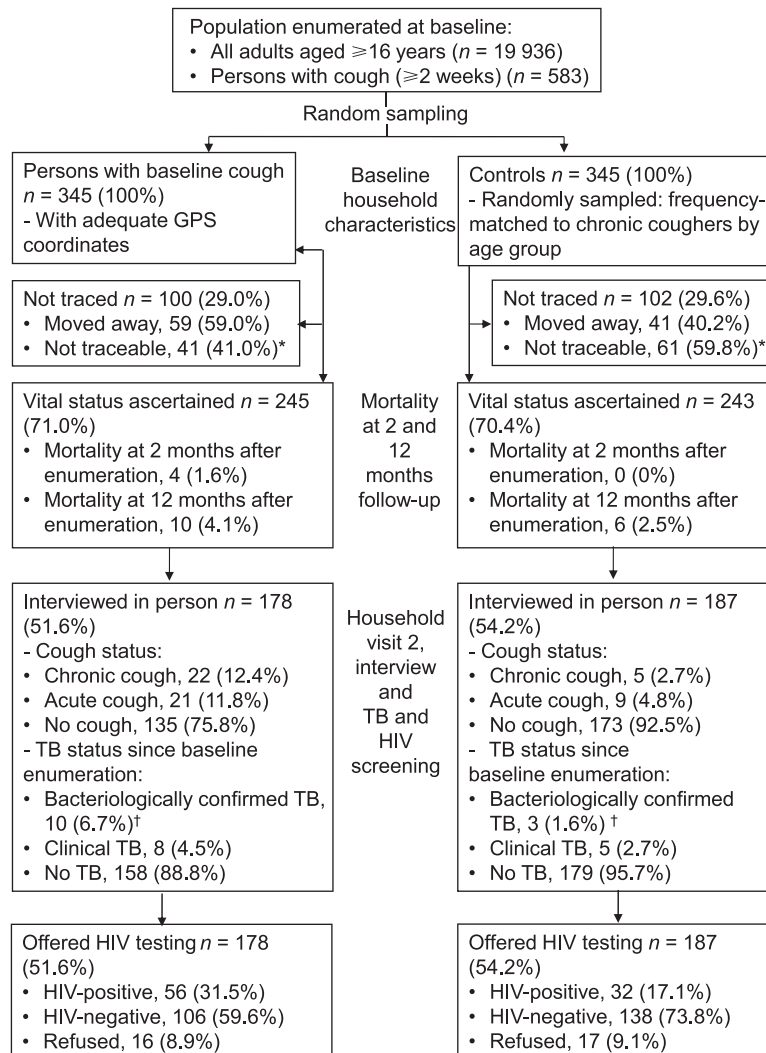 Population enumerated at baseline:
• All adults aged ⩾16 years (n = 19 936)
• Persons with cough (⩾2 weeks) (n = 583)
Random sampling
Persons with baseline cough
n = 345 (100%)
- With adequate GPS
coordinates
Baseline
household
characteristics
Controls n = 345 (100%)
- Randomly sampled: frequency-
matched to chronic coughers by
age group
Not traced n = 100 (29.0%)
• Moved away, 59 (59.0%)
• Not traceable, 41 (41.0%)*
Not traced n = 102 (29.6%)
• Moved away, 41 (40.2%)
• Not traceable, 61 (59.8%)*
Vital status ascertained n = 245
(71.0%)
• Mortality at 2 months after
enumeration, 4 (1.6%)
• Mortality at 12 months after
enumeration, 10 (4.1%)
Mortality
at 2 and
12
months
follow-up
Vital status ascertained n = 243
(70.4%)
• Mortality at 2 months after
enumeration, 0 (0%)
• Mortality at 12 months after
enumeration, 6 (2.5%)
Interviewed in person n = 178
(51.6%)
- Cough status:
• Chronic cough, 22 (12.4%)
• Acute cough, 21 (11.8%)
• No cough, 135 (75.8%)
- TB status since baseline
enumeration:
• Bacteriologically confirmed TB,
10 (6.7%)†
• Clinical TB, 8 (4.5%)
• No TB, 158 (88.8%)
Household
visit 2,
interview
and
TB and
HIV
screening
Interviewed in person n = 187
(54.2%)
- Cough status:
• Chronic cough, 5 (2.7%)
• Acute cough, 9 (4.8%)
• No cough, 173 (92.5%)
- TB status since
baseline enumeration:
• Bacteriologically confirmed
TB, 3 (1.6%) †
• Clinical TB, 5 (2.7%)
• No TB, 179 (95.7%)
Offered HIV testing n = 178
(51.6%)
• HIV-positive, 56 (31.5%)
• HIV-negative, 106 (59.6%)
• Refused, 16 (8.9%)
Offered HIV testing n = 187
(54.2%)
• HIV-positive, 32 (17.1%)
• HIV-negative, 138 (73.8%)
• Refused, 17 (9.1%)